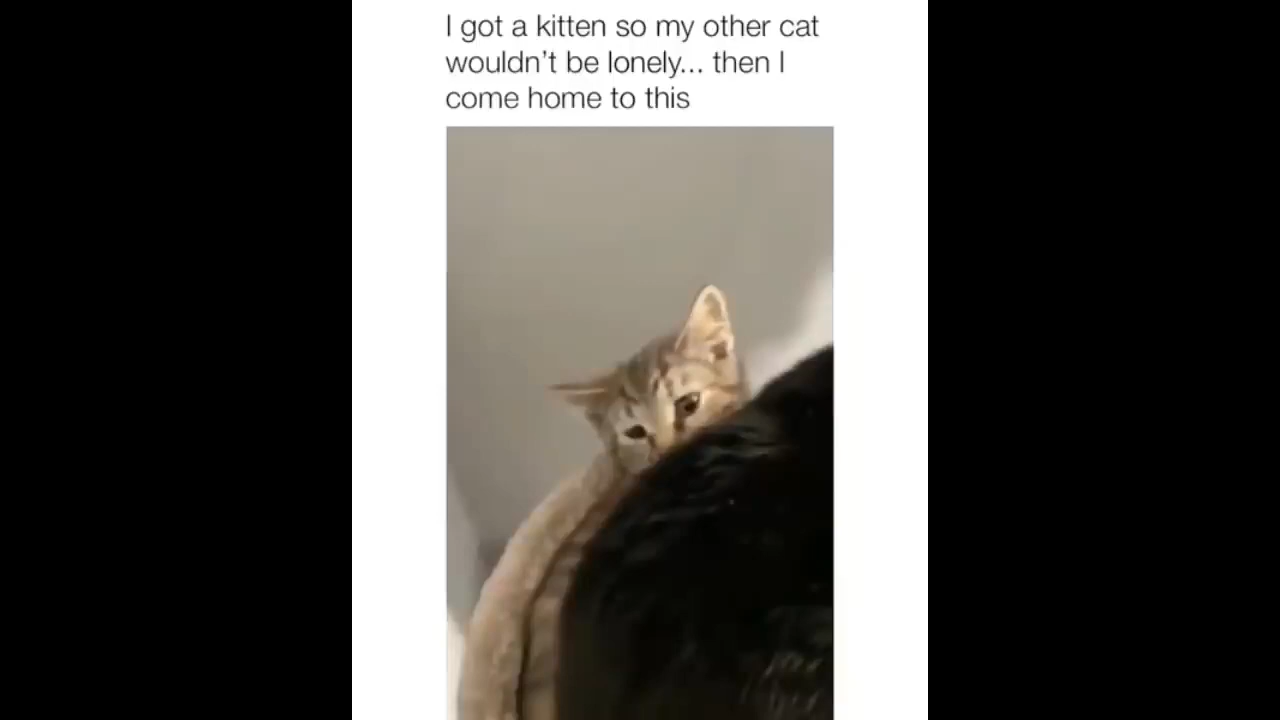 I got a kitten so my other cat
wouldn’t be lonely... then I
come home to this